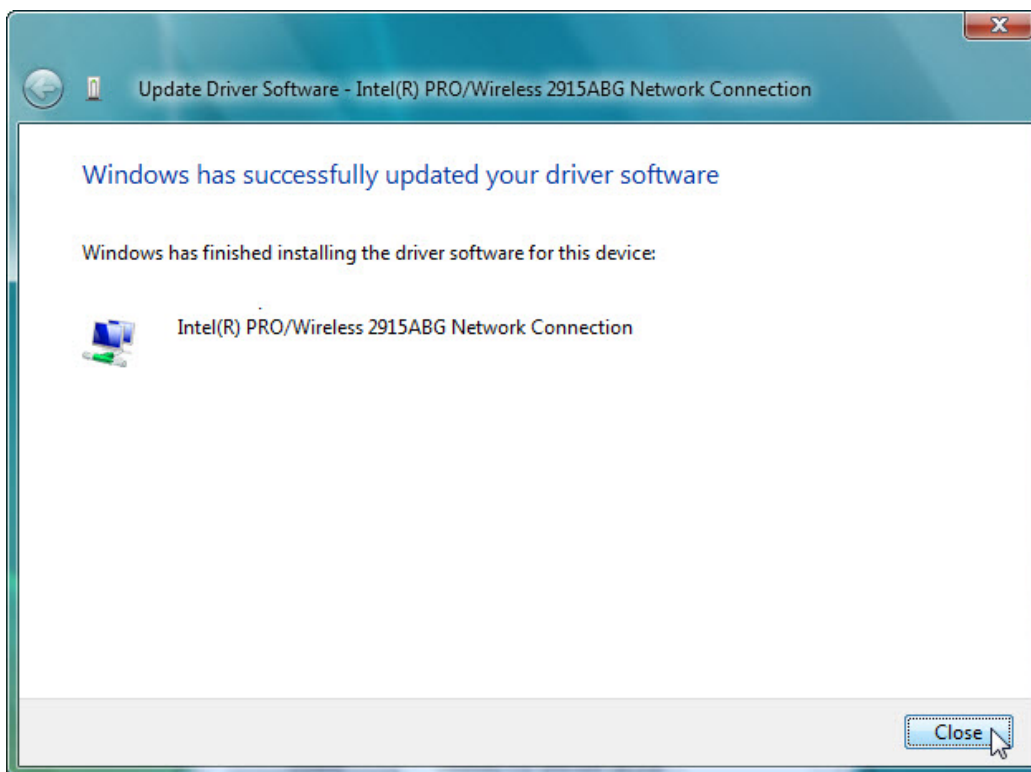 Update Driver Software - Intel(R) PRO/Wireless 2915ABG Network Connection
Windows has successfully updated your driver software
Windows has finished installing the driver software for this device:
Intel(R) PRO/Wireless 2915ABG Network Connection
Close